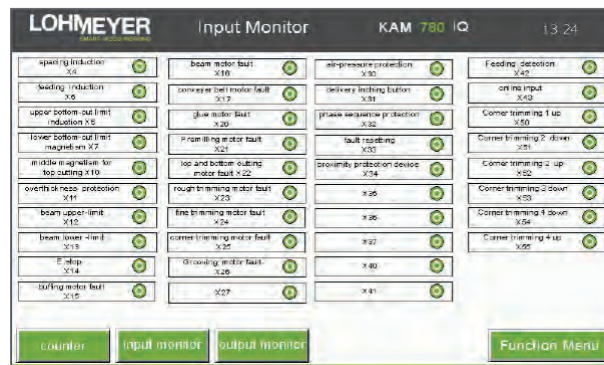 LOHMEYER
SMART WOOD WORKING
Input Monitor
KAM 780 IQ
13:24
spacing induction
X4
feeding induction
X6
upper bottom-cut limit
induction X6
lower bottom-cut limit
magnetism X7
middle magnetism for
top cutting X10
overthickness protection
X11
beam upper-limit
X12
beam lower-limit
X13
E stop
X14
buffing motor fault
X15
beam motor fault
X16
conveyer belt motor fault
X17
glue motor fault
X20
Premilling motor fault
X21
top and bottom cutting
motor fault X22
rough trimming motor fault
X23
fine trimming motor fault
X24
corner trimming motor fault
X25
Grooving motor fault
X26
X27
air-pressure protection
X30
delivery inching button
X31
phase sequence protection
X32
fault resetting
X33
proximity protection device
X34
X35
X36
X37
X40
X41
Feeding detection
X42
online input
X43
Corner trimming 1 up
X50
Corner trimming 2 down
X51
Corner trimming 2 up
X52
Corner trimming 3 down
X53
Corner trimming 4 down
X54
Corner trimming 4 up
X55
counter
input monitor
output monitor
Function Menu